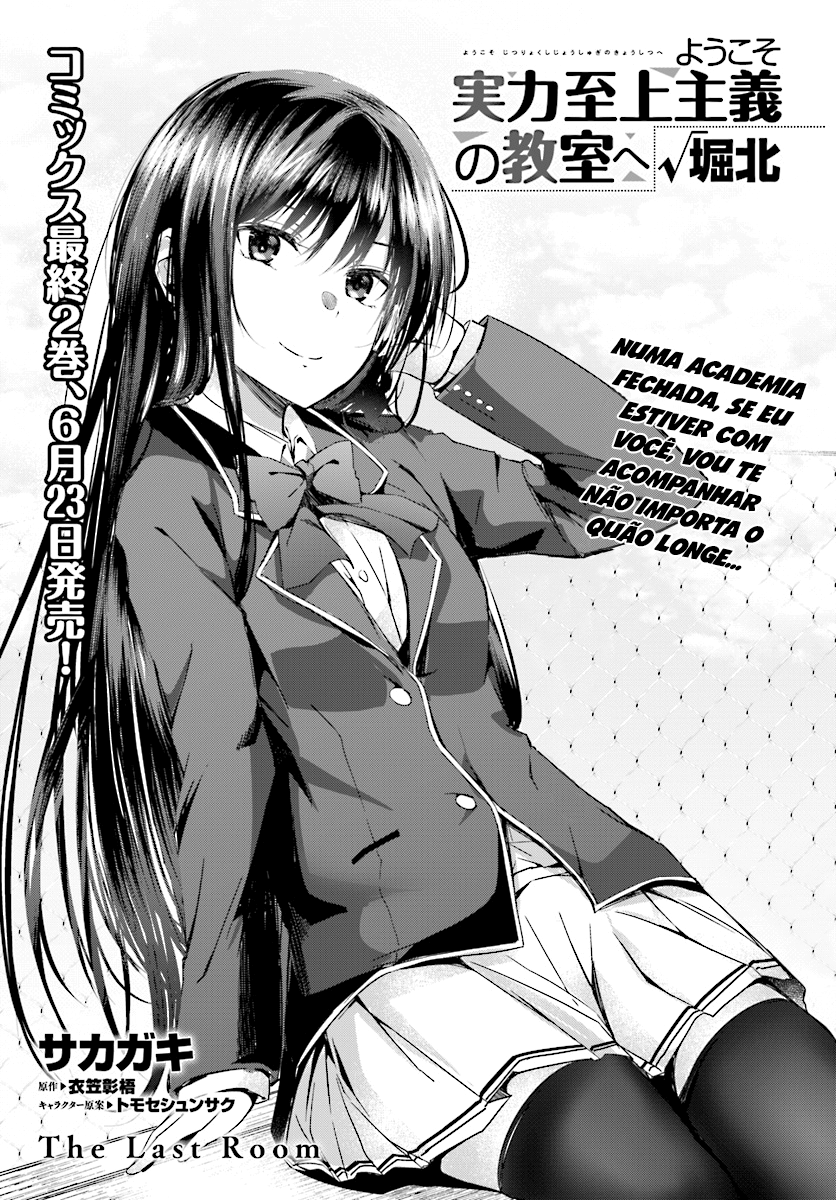 ようこそ じつりょくしじょうしゅぎのきょうしつへ
ようこそ
実力至上主義
の教室へ
√堀北
コミックス最終2巻、6月23日発売！
NUMA ACADEMIA
FECHADA, SE EU
ESTIVER COM
VOCÊ, VOU TE
ACOMPANHAR
NÃO IMPORTA O
QUÃO LONGE...
サカガキ
原作▶衣笠彰梧
キャラクター原案▶トモセシュンサク
The Last Room